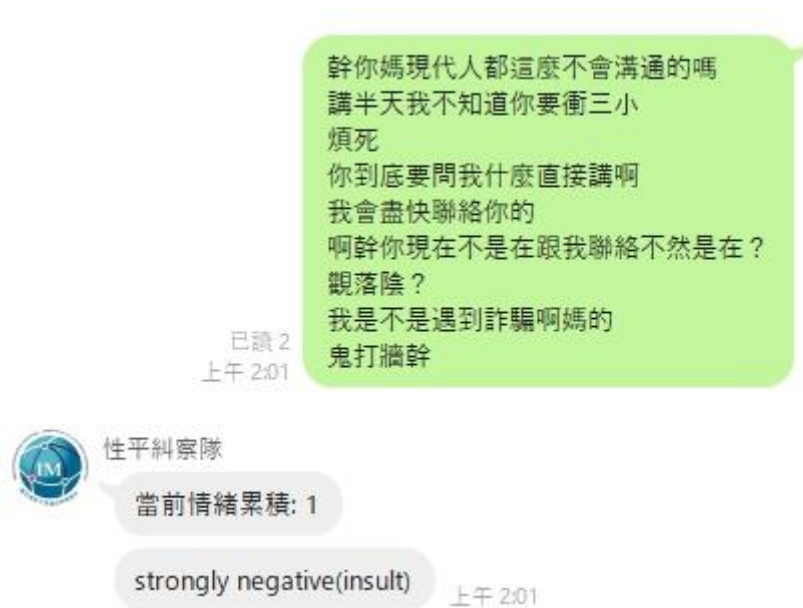 幹你媽現代人都這麼不會溝通的嗎
講半天我不知道你要衝三小
煩死
你到底要問我什麼直接講啊
我會盡快聯絡你的
啊幹你現在不是在跟我聯絡不然是在？
觀落陰？
我是不是遇到詐騙啊媽的
鬼打牆幹
已讀 2
上午 2:01
性平糾察隊
IM
當前情緒累積: 1
strongly negative(insult)
上午 2:01